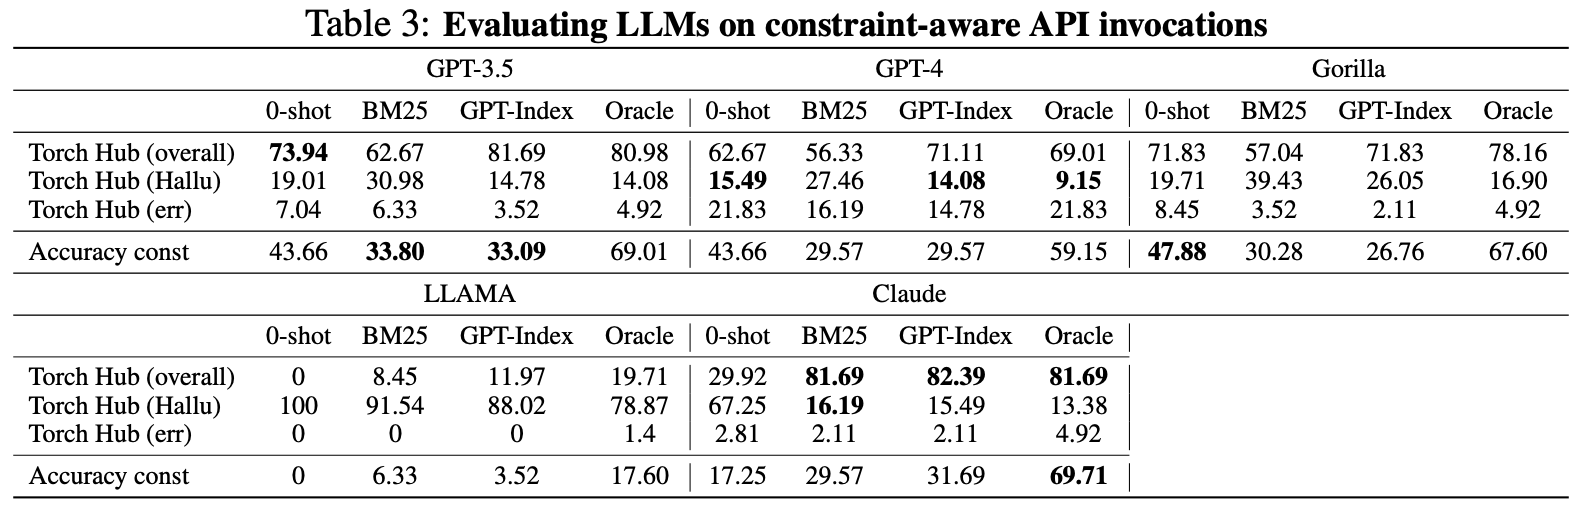 Table 3: Evaluating LLMs on constraint-aware API invocations
GPT-3.5 GPT-4 Gorilla
0-shot BM25 GPT-Index Oracle 0-shot BM25 GPT-Index Oracle 0-shot BM25 GPT-Index Oracle
Torch Hub (overall) 73.94 62.67 81.69 80.98 62.67 56.33 71.11 69.01 71.83 57.04 71.83 78.16
Torch Hub (Hallu) 19.01 30.98 14.78 14.08 15.49 27.46 14.08 9.15 19.71 39.43 26.05 16.90
Torch Hub (err) 7.04 6.33 3.52 4.92 21.83 16.19 14.78 21.83 8.45 3.52 2.11 4.92
Accuracy const 43.66 33.80 33.09 69.01 43.66 29.57 29.57 59.15 47.88 30.28 26.76 67.60
LLAMA Claude
0-shot BM25 GPT-Index Oracle 0-shot BM25 GPT-Index Oracle
Torch Hub (overall) 0 8.45 11.97 19.71 29.92 81.69 82.39 81.69
Torch Hub (Hallu) 100 91.54 88.02 78.87 67.25 16.19 15.49 13.38
Torch Hub (err) 0 0 0 1.4 2.81 2.11 2.11 4.92
Accuracy const 0 6.33 3.52 17.60 17.25 29.57 31.69 69.71